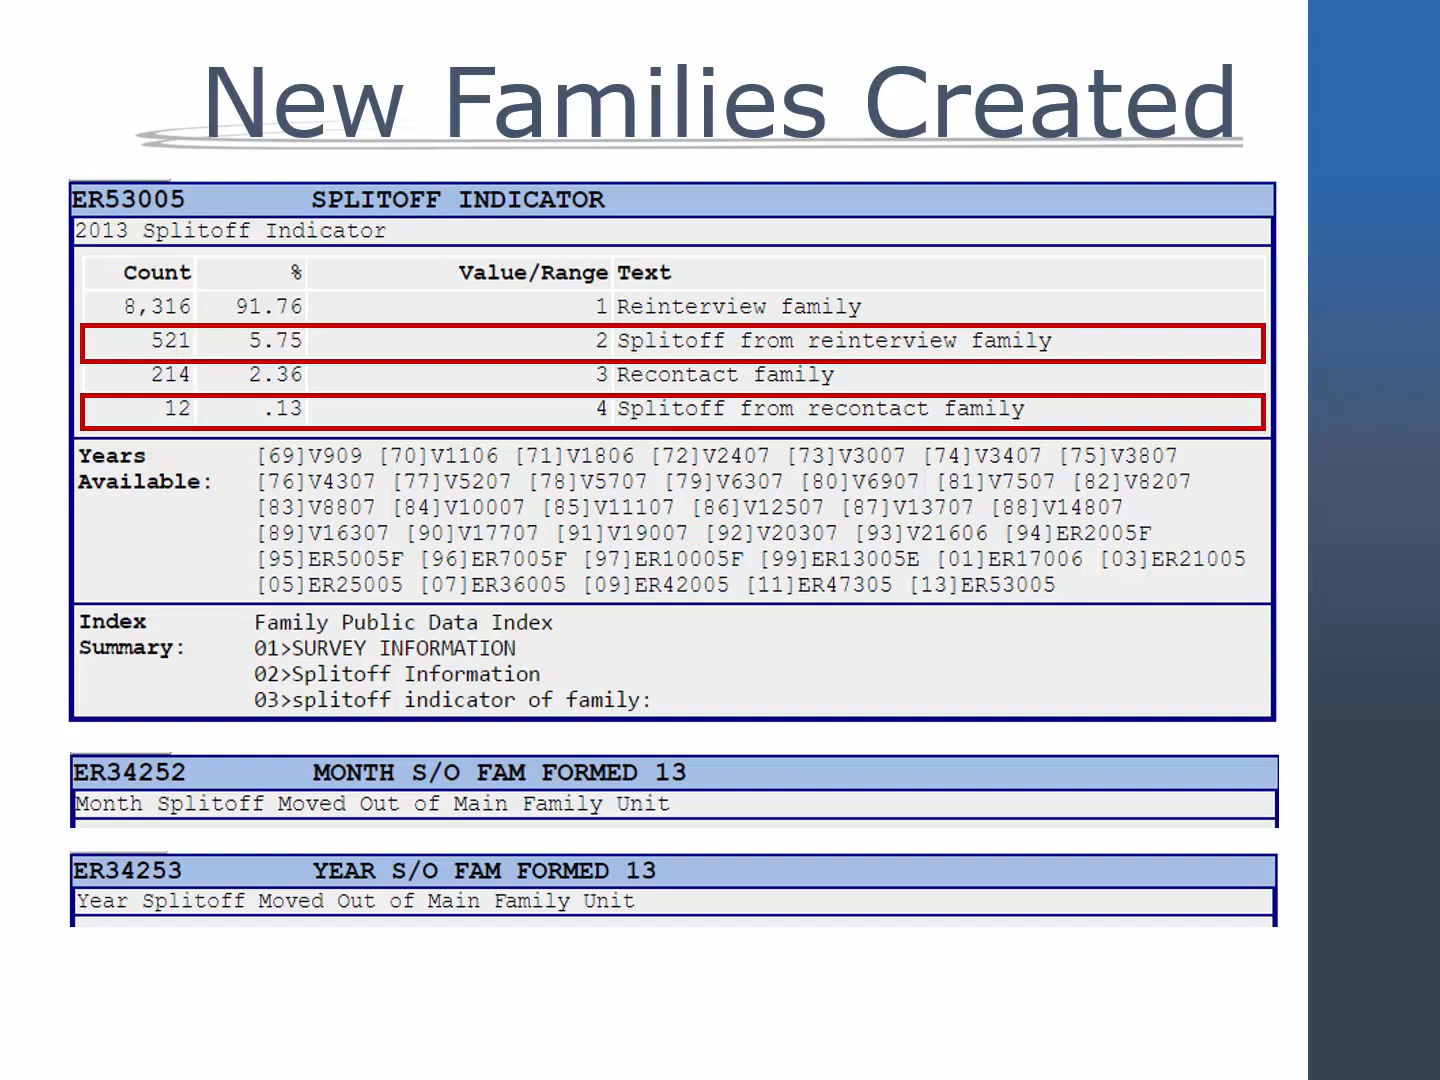 New Families Created
ER53005 SPLITOFF INDICATOR
2013 Splitoff Indicator
Count % Value/Range Text
8,316 91.76 1 Reinterview family
521 5.75 2 Splitoff from reinterview family
214 2.36 3 Recontact family
12 .13 4 Splitoff from recontact family
Years Available: [69]V909 [70]V1106 [71]V1806 [72]V2407 [73]V3007 [74]V3407 [75]V3807
[76]V4307 [77]V5207 [78]V5707 [79]V6307 [80]V6907 [81]V7507 [82]V8207
[83]V8807 [84]V10007 [85]V11107 [86]V12507 [87]V13707 [88]V14807
[89]V16307 [90]V17707 [91]V19007 [92]V20307 [93]V21606 [94]ER2005F
[95]ER5005F [96]ER7005F [97]ER10005F [99]ER13005E [01]ER17006 [03]ER21005
[05]ER25005 [07]ER36005 [09]ER42005 [11]ER47305 [13]ER53005
Index Summary: Family Public Data Index
01>SURVEY INFORMATION
02>Splitoff Information
03>splitoff indicator of family:
ER34252 MONTH S/O FAM FORMED 13
Month Splitoff Moved Out of Main Family Unit
ER34253 YEAR S/O FAM FORMED 13
Year Splitoff Moved Out of Main Family Unit